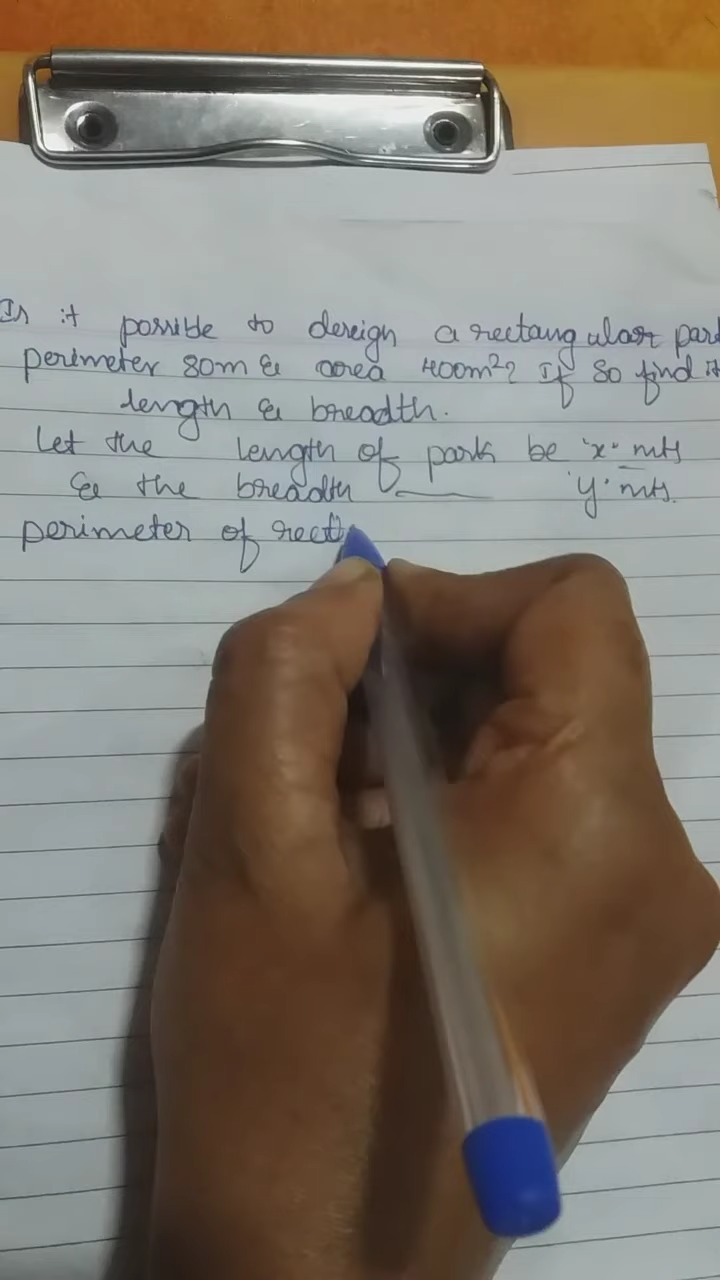 Is it possible to design a rectangular par
perimeter 80m & area 400m²? If so find it
length & breadth.
Let the length of park be 'x' mts
& the breadth —— 'y' mts.
perimeter of rect